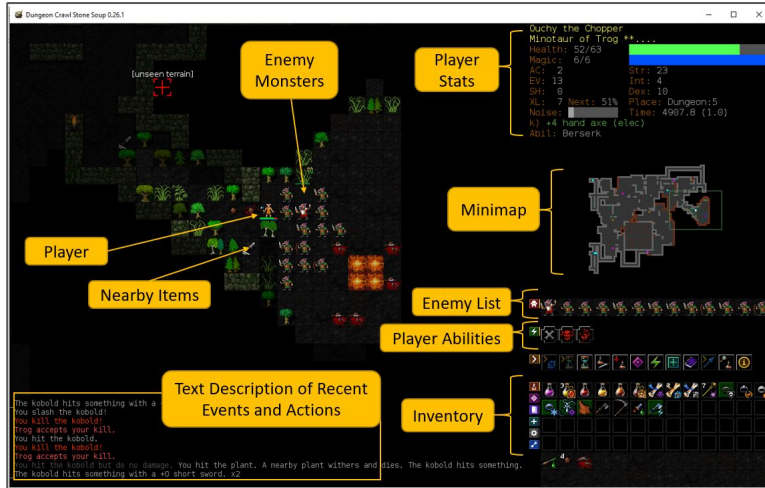 Dungeon Crawl Stone Soup 0.26.1
Ouchy the Chopper
Minotaur of Trog **....
Health: 52/63
Magic: 6/6
AC: 2 Str: 23
EV: 13 Int: 4
SH: 0 Dex: 10
XL: 7 Next: 51% Place: Dungeon:5
Noise: Time: 4907.8 (1.0)
k) +4 hand axe (elec)
Abil: Berserk
Player
Stats
Enemy
Monsters
[unseen terrain]
Minimap
Player
Nearby Items
Enemy List
Player Abilities
Text Description of Recent
Events and Actions
Inventory
The kobold hits something with a
You slash the kobold!
You kill the kobold!
Trog accepts your kill.
You hit the kobold.
You kill the kobold!
Trog accepts your kill.
You hit the kobold but do no damage. You hit the plant. A nearby plant withers and dies. The kobold hits something.
The kobold hits something with a +0 short sword. x2